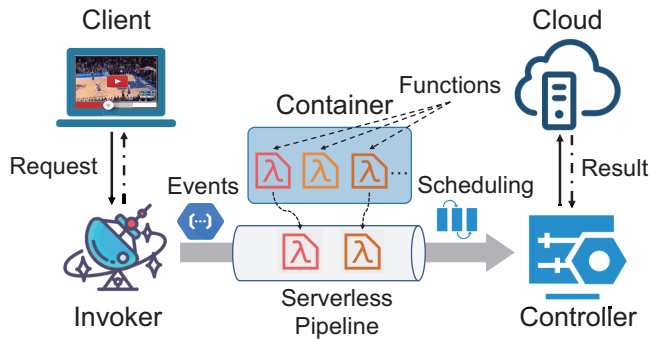 Client
Cloud
Functions
Container
Request
Events
Scheduling
Result
λ
λ
λ
...
{...}
λ
λ
Invoker
Serverless
Pipeline
Controller